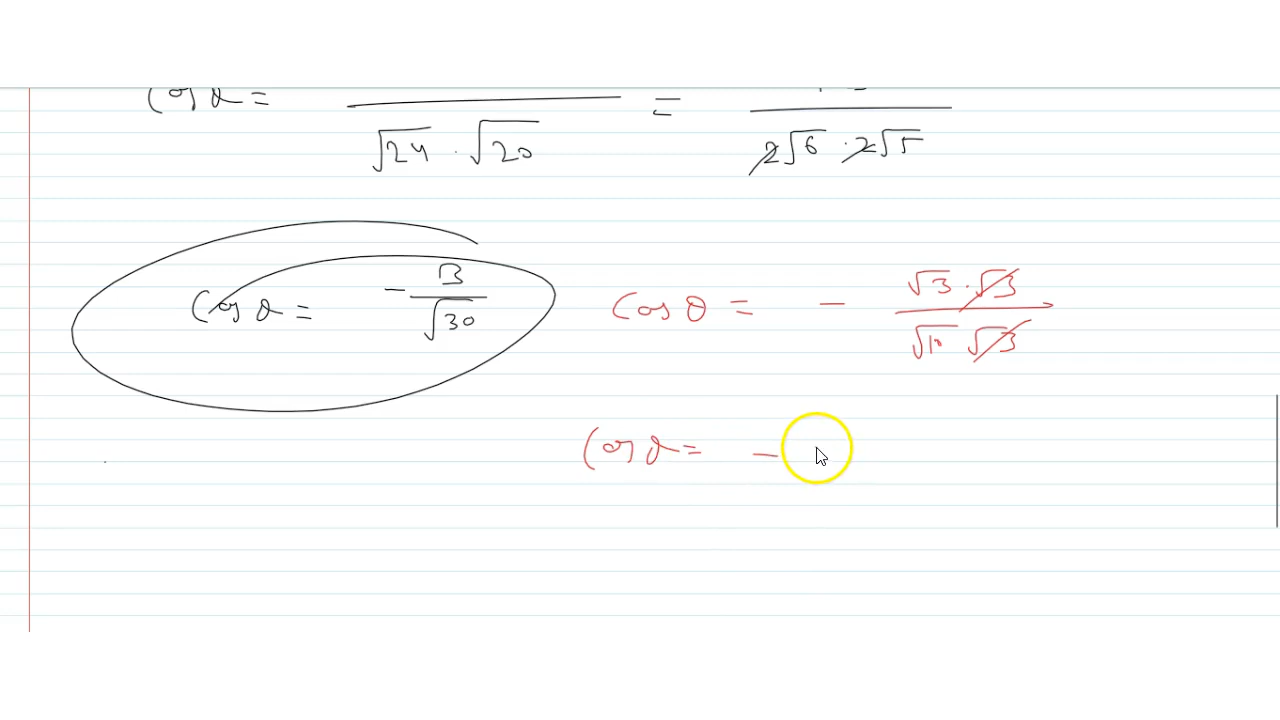 Cos θ = ――― =
√24 · √20    2√6 · 2√5
Cos θ = - 3/√30    Cos θ = - √3 · √3 / √10 √3
Cos θ = -